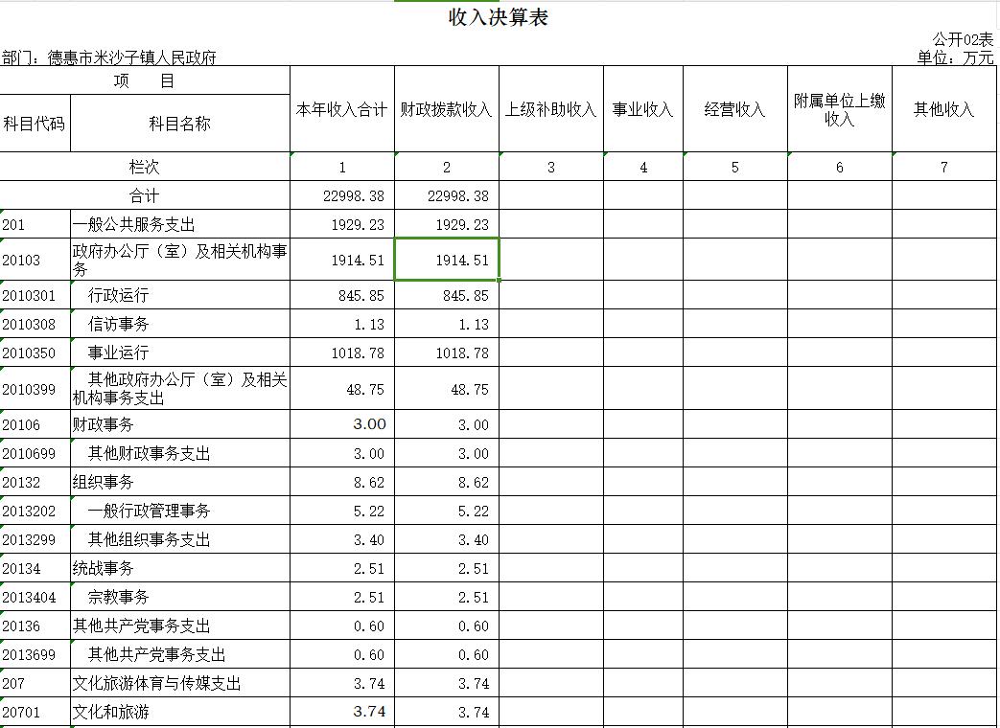 收入决算表
公开02表
部门：德惠市米沙子镇人民政府 单位：万元
项 目
科目代码 科目名称 本年收入合计 财政拨款收入 上级补助收入 事业收入 经营收入 附属单位上缴
收入 其他收入
栏次 1 2 3 4 5 6 7
合计 22998.38 22998.38
201 一般公共服务支出 1929.23 1929.23
20103 政府办公厅（室）及相关机构事
务 1914.51 1914.51
2010301 行政运行 845.85 845.85
2010308 信访事务 1.13 1.13
2010350 事业运行 1018.78 1018.78
2010399 其他政府办公厅（室）及相关
机构事务支出 48.75 48.75
20106 财政事务 3.00 3.00
2010699 其他财政事务支出 3.00 3.00
20132 组织事务 8.62 8.62
2013202 一般行政管理事务 5.22 5.22
2013299 其他组织事务支出 3.40 3.40
20134 统战事务 2.51 2.51
2013404 宗教事务 2.51 2.51
20136 其他共产党事务支出 0.60 0.60
2013699 其他共产党事务支出 0.60 0.60
207 文化旅游体育与传媒支出 3.74 3.74
20701 文化和旅游 3.74 3.74